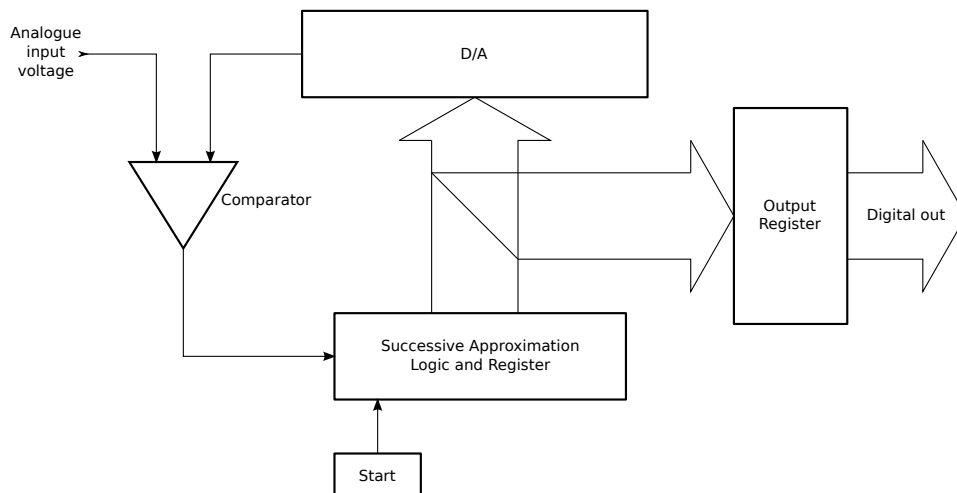 Analogue
input
voltage
D/A
Comparator
Output
Register
Digital out
Successive Approximation
Logic and Register
Start